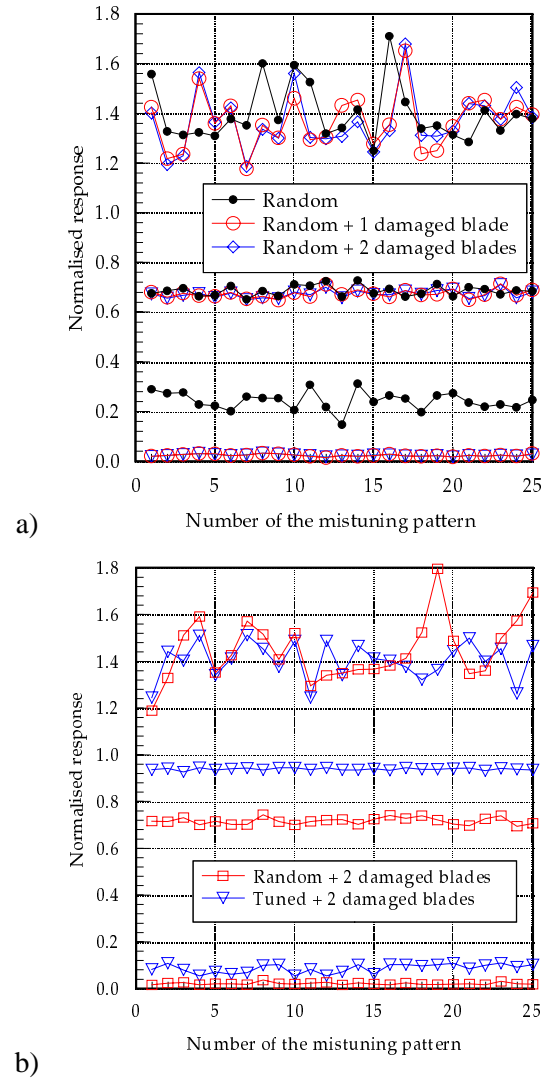 a)
Normalised response
1.8
1.6
1.4
1.2
1.0
0.8
0.6
0.4
0.2
0.0
Random
Random + 1 damaged blade
Random + 2 damaged blades
0 5 10 15 20 25
Number of the mistuning pattern
b)
Normalised response
1.8
1.6
1.4
1.2
1.0
0.8
0.6
0.4
0.2
0.0
Random + 2 damaged blades
Tuned + 2 damaged blades
0 5 10 15 20 25
Number of the mistuning pattern